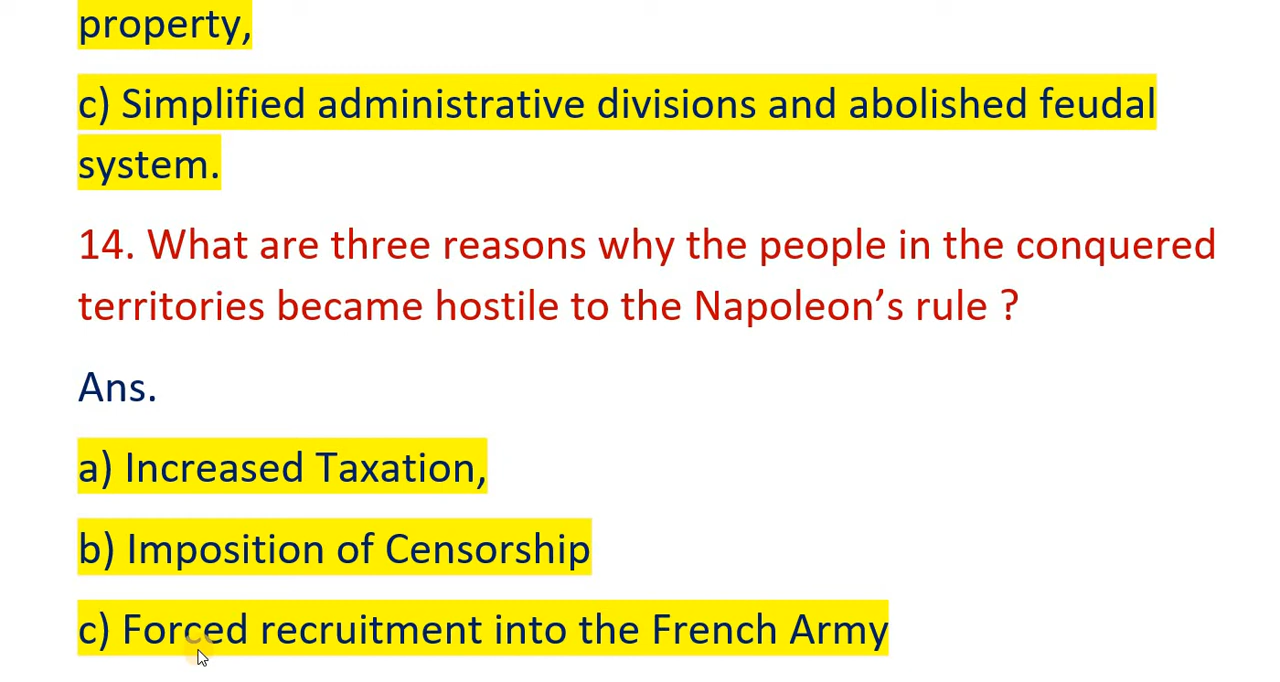 property,
c) Simplified administrative divisions and abolished feudal
system.
14. What are three reasons why the people in the conquered
territories became hostile to the Napoleon’s rule ?
Ans.
a) Increased Taxation,
b) Imposition of Censorship
c) Forced recruitment into the French Army